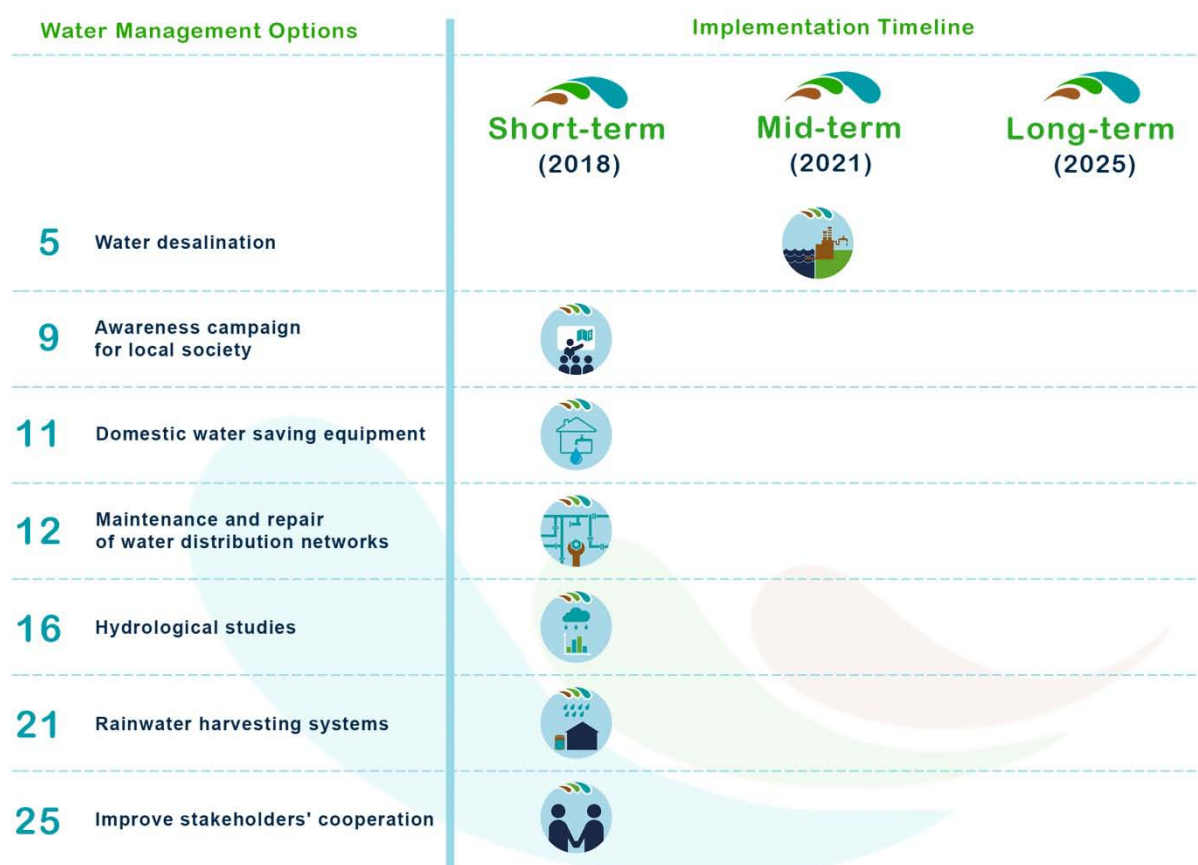 Water Management Options
Implementation Timeline
Short-term
(2018)
Mid-term
(2021)
Long-term
(2025)
5
Water desalination
9
Awareness campaign
for local society
11
Domestic water saving equipment
12
Maintenance and repair
of water distribution networks
16
Hydrological studies
21
Rainwater harvesting systems
25
Improve stakeholders' cooperation